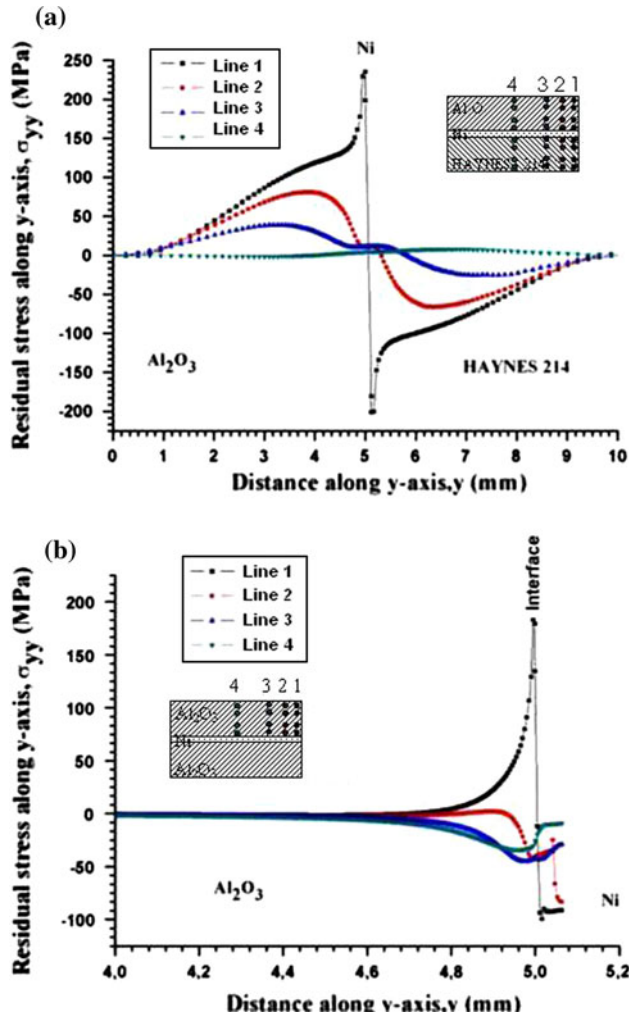 (a)
Ni
Residual stress along y-axis, σyy (MPa)
250
200
150
100
50
0
-50
-100
-150
-200
Line 1
Line 2
Line 3
Line 4
4 3 2 1
Al O
Ni
HAYNES 214
Al2O3
HAYNES 214
0 1 2 3 4 5 6 7 8 9 10
Distance along y-axis,y (mm)
(b)
Residual stress along y-axis, σyy (MPa)
200
150
100
50
0
-50
-100
Line 1
Line 2
Line 3
Line 4
Interface
4 3 2 1
Al2O3
Ni
Al2O3
Al2O3
Ni
4,0 4,2 4,4 4,6 4,8 5,0 5,2
Distance along y-axis,y (mm)